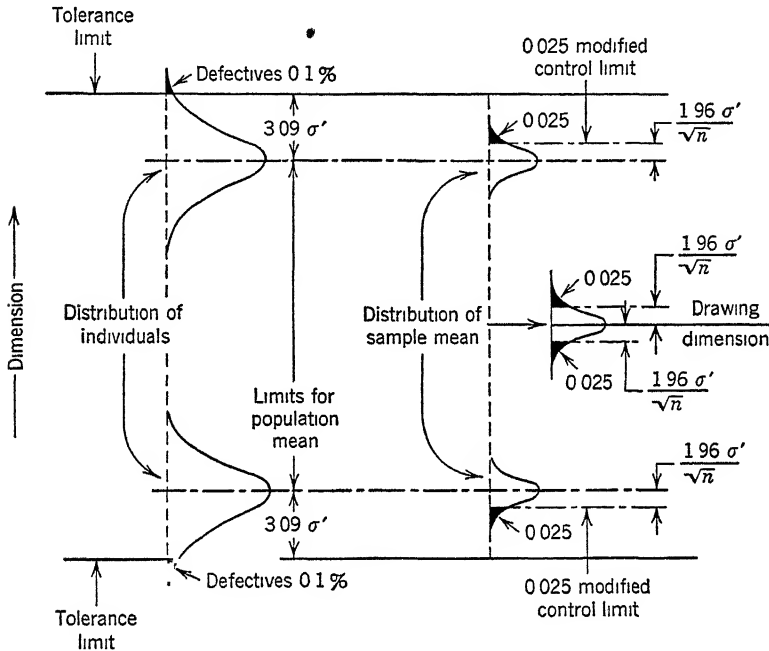 Tolerance
limit
Defectives 0 1%
3 09 σ′
0 025 modified
control limit
0 025
1 96 σ′
√n
Dimension
Distribution of
individuals
Limits for
population
mean
Distribution of
sample mean
0 025
1 96 σ′
√n
Drawing
dimension
0 025
1 96 σ′
√n
1 96 σ′
√n
3 09 σ′
0 025
Defectives 0 1%
Tolerance
limit
0 025 modified
control limit